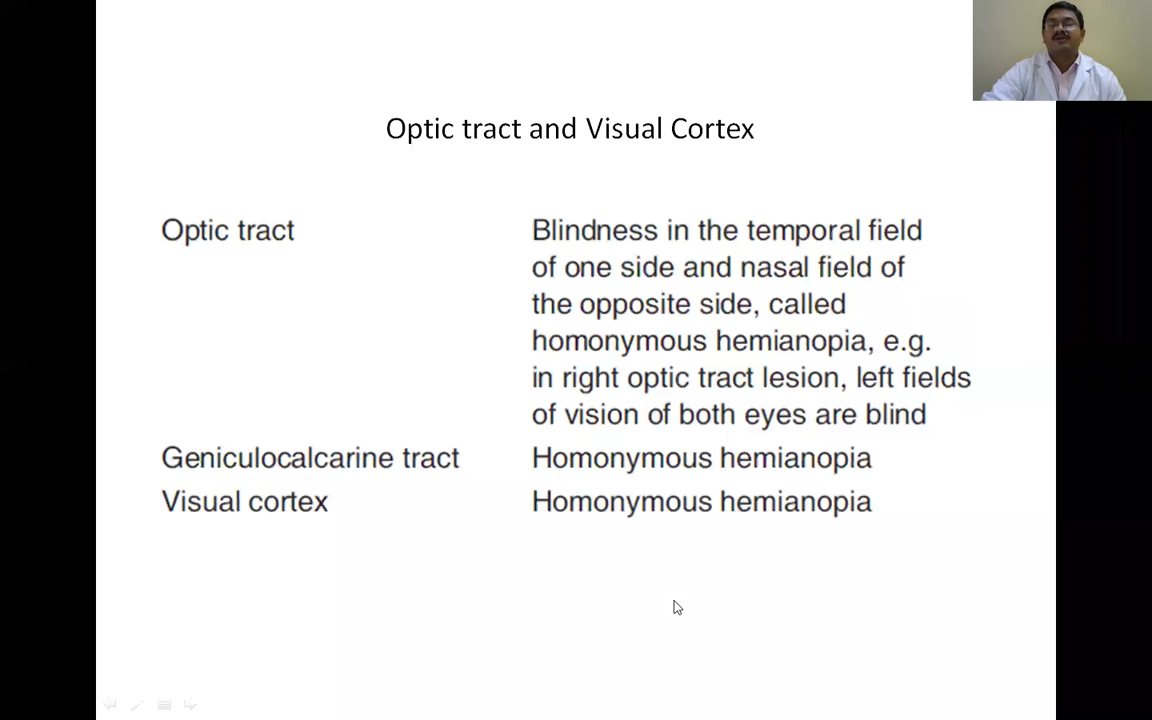 Optic tract and Visual Cortex
Optic tract
Blindness in the temporal field
of one side and nasal field of
the opposite side, called
homonymous hemianopia, e.g.
in right optic tract lesion, left fields
of vision of both eyes are blind
Geniculocalcarine tract
Homonymous hemianopia
Visual cortex
Homonymous hemianopia